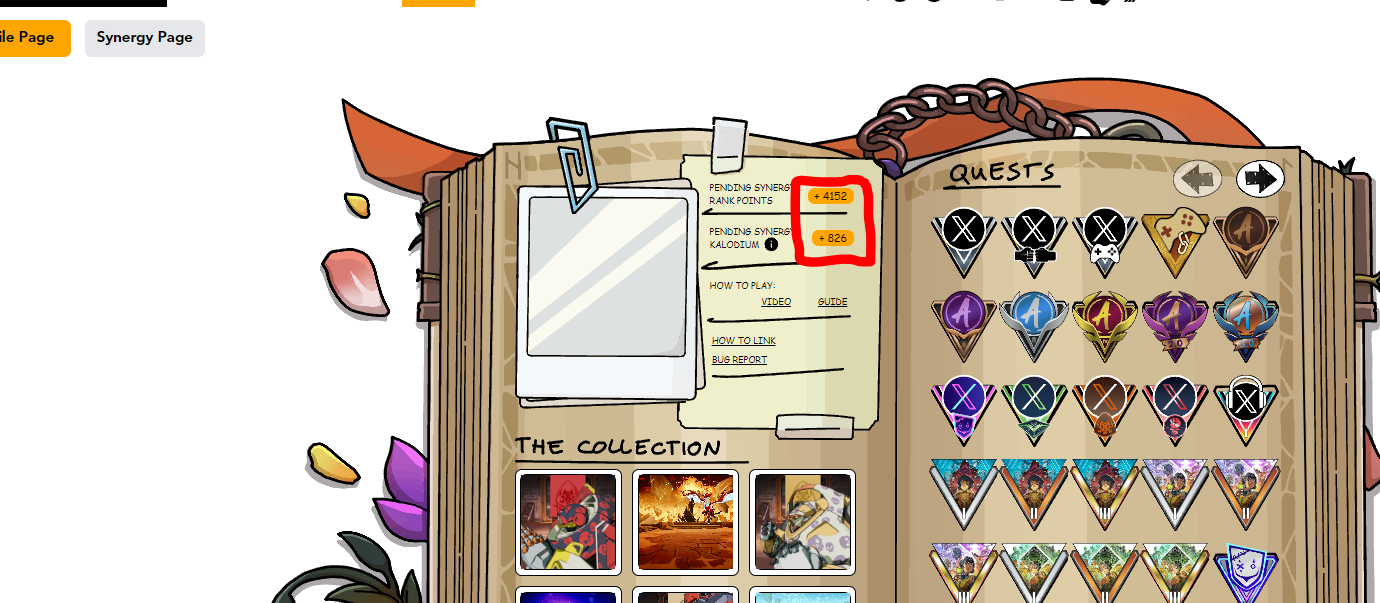 ile Page
Synergy Page
PENDING SYNERGY
RANK POINTS
+ 4152
PENDING SYNERGY
KALODIUM i
+ 826
HOW TO PLAY:
VIDEO GUIDE
HOW TO LINK
BUG REPORT
THE COLLECTION
QUESTS